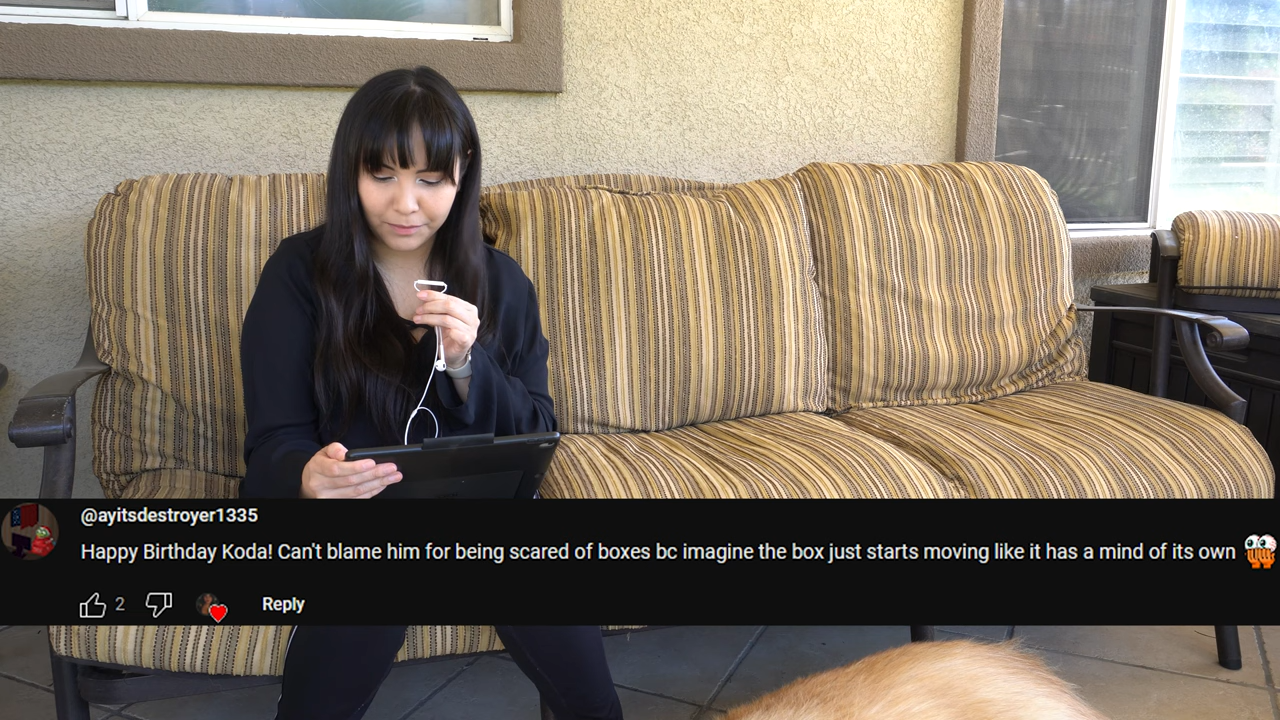 @ayitsdestroyer1335
Happy Birthday Koda! Can't blame him for being scared of boxes bc imagine the box just starts moving like it has a mind of its own
2
Reply